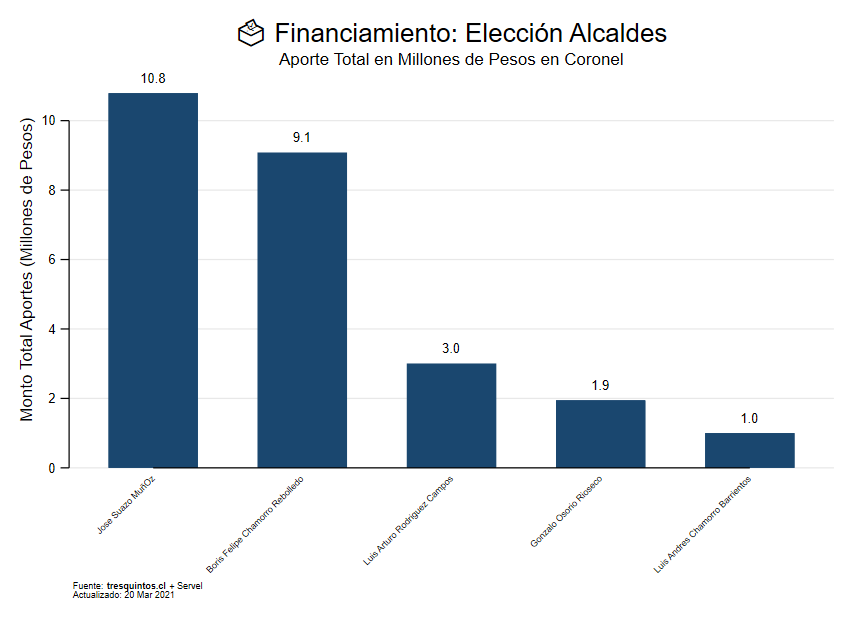 Financiamiento: Elección Alcaldes
Aporte Total en Millones de Pesos en Coronel
Monto Total Aportes (Millones de Pesos)
10
8
6
4
2
0
10.8
9.1
3.0
1.9
1.0
Jose Suazo MuñOz
Boris Felipe Chamorro Rebolledo
Luis Arturo Rodriguez Campos
Gonzalo Osorio Rioseco
Luis Andres Chamorro Barrientos
Fuente: tresquintos.cl + Servel
Actualizado: 20 Mar 2021